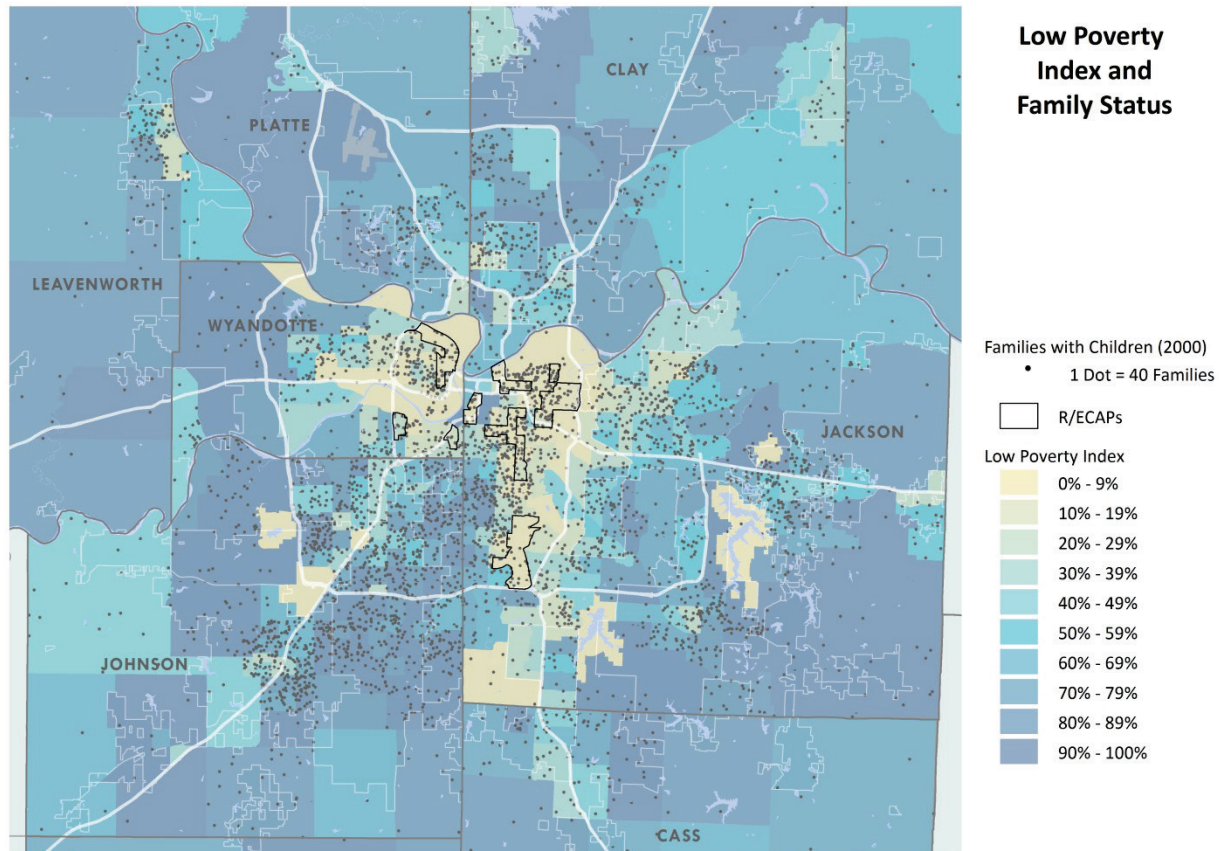 Low Poverty
Index and
Family Status
CLAY
PLATTE
LEAVENWORTH
WYANDOTTE
JACKSON
JOHNSON
CASS
Families with Children (2000)
1 Dot = 40 Families
R/ECAPs
Low Poverty Index
0% - 9%
10% - 19%
20% - 29%
30% - 39%
40% - 49%
50% - 59%
60% - 69%
70% - 79%
80% - 89%
90% - 100%